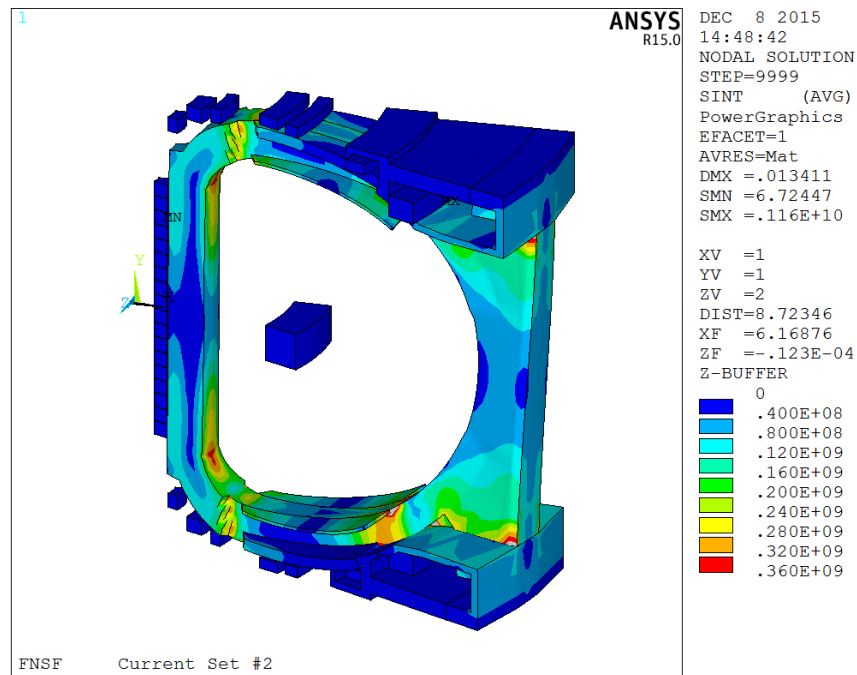 1
ANSYS
R15.0
DEC 8 2015
14:48:42
NODAL SOLUTION
STEP=9999
SINT (AVG)
PowerGraphics
EFACET=1
AVRES=Mat
DMX =.013411
SMN =6.72447
SMX =.116E+10
XV =1
YV =1
ZV =2
DIST=8.72346
XF =6.16876
ZF =-.123E-04
Z-BUFFER
0
.400E+08
.800E+08
.120E+09
.160E+09
.200E+09
.240E+09
.280E+09
.320E+09
.360E+09
MX
MN
Y
Z
X
FNSF Current Set #2